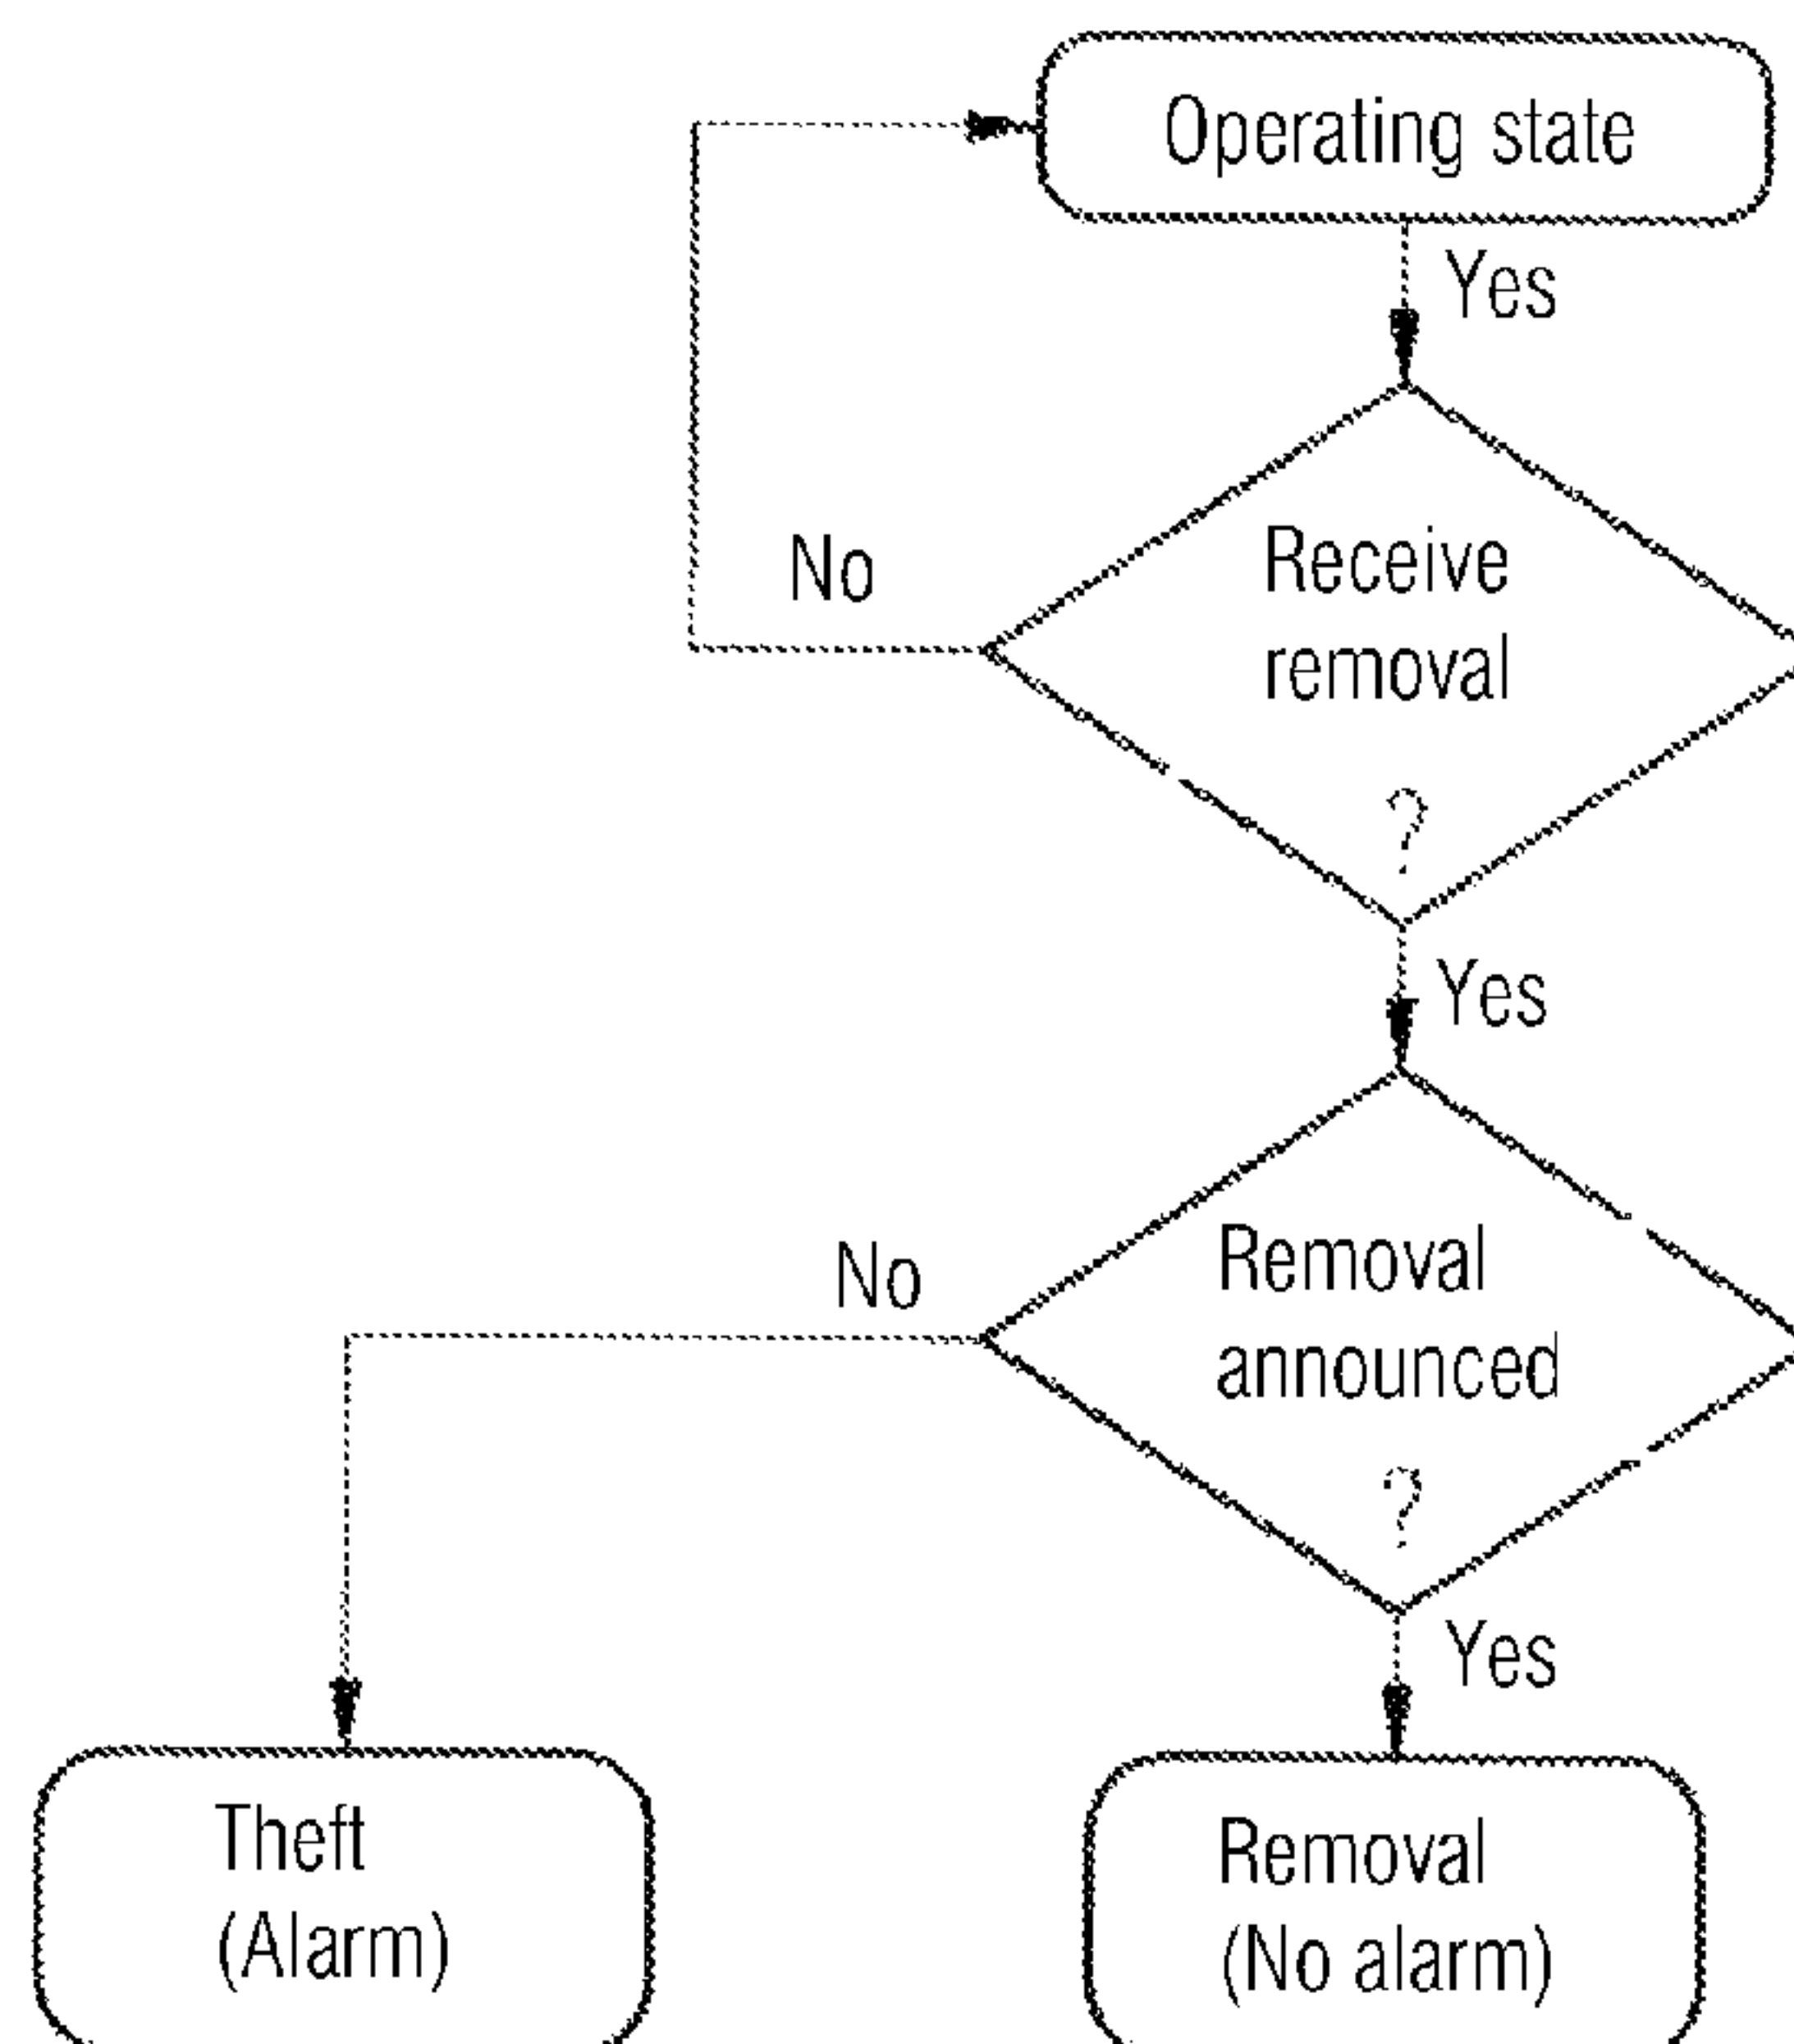 Operating state
Yes
No
Receive
removal
?
Yes
No
Removal
announced
?
Yes
Theft
(Alarm)
Removal
(No alarm)